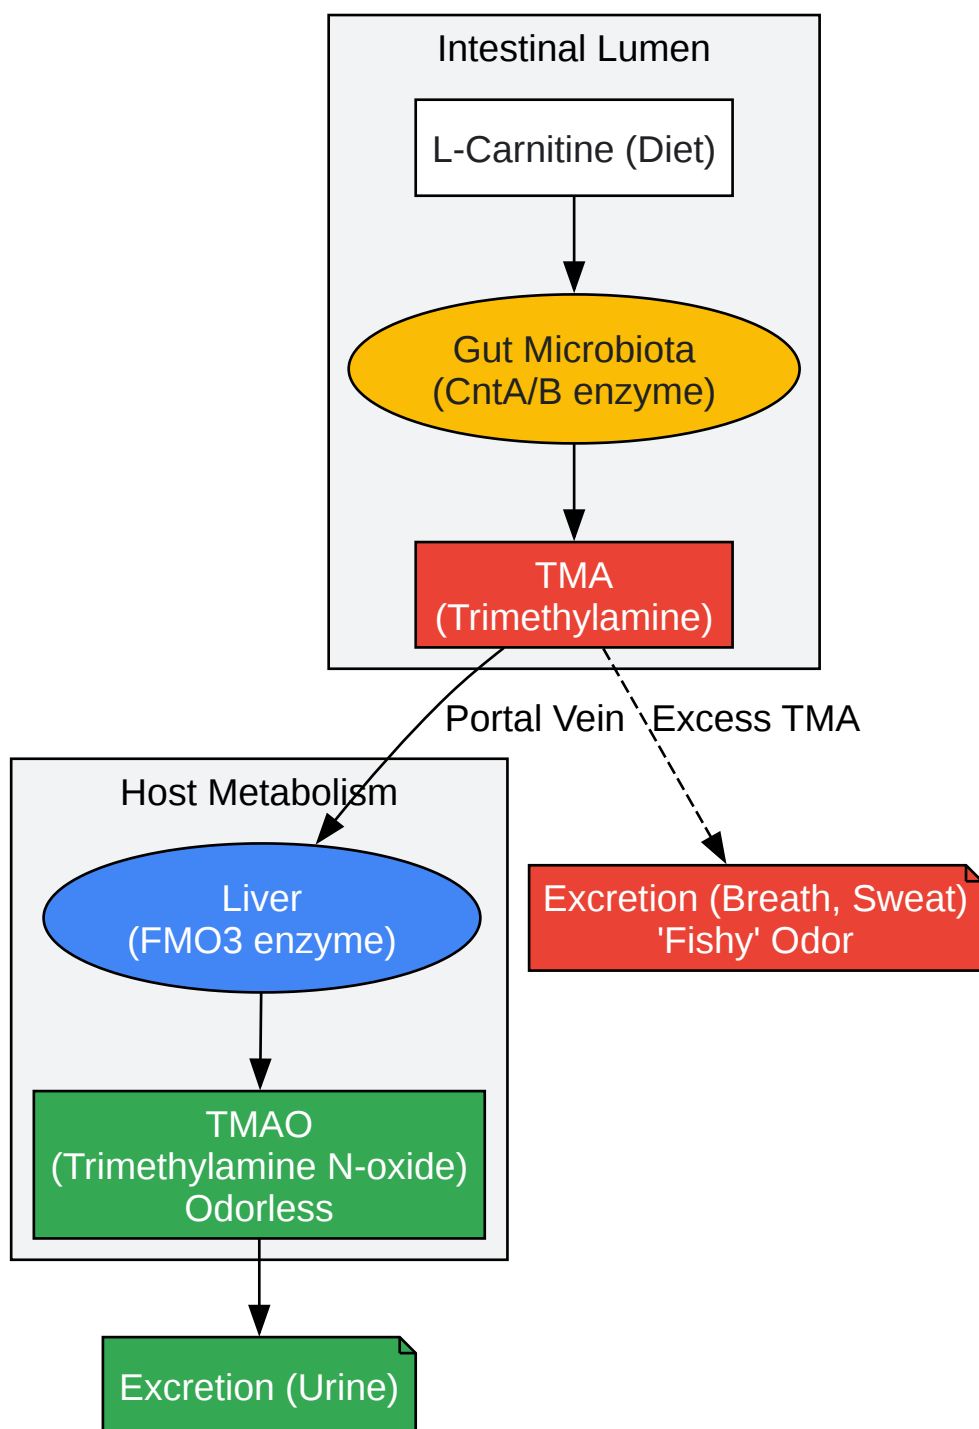 Intestinal Lumen
L-Carnitine (Diet)
Gut Microbiota
(CntA/B enzyme)
TMA
(Trimethylamine)
Portal Vein
Excess TMA
Host Metabolism
Liver
(FMO3 enzyme)
Excretion (Breath, Sweat)
'Fishy' Odor
TMAO
(Trimethylamine N-oxide)
Odorless
Excretion (Urine)